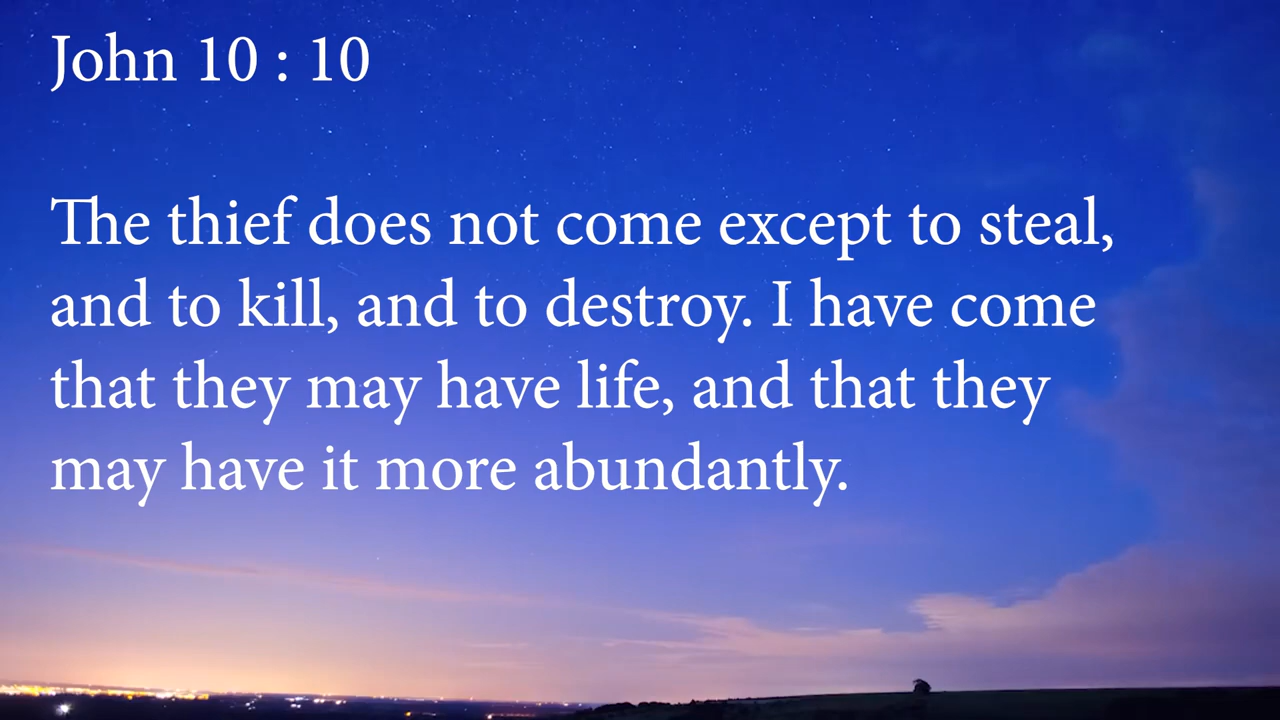 John 10 : 10
The thief does not come except to steal,
and to kill, and to destroy. I have come
that they may have life, and that they
may have it more abundantly.